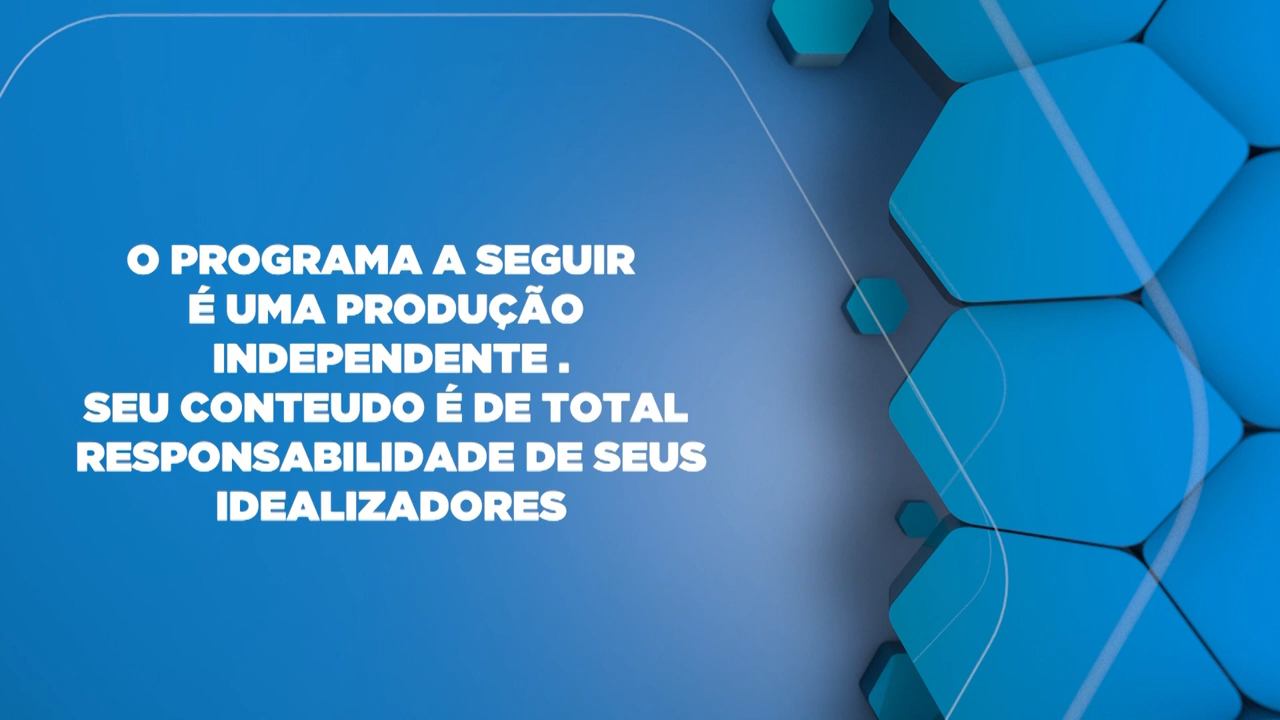 O PROGRAMA A SEGUIR
É UMA PRODUÇÃO
INDEPENDENTE .
SEU CONTEUDO É DE TOTAL
RESPONSABILIDADE DE SEUS
IDEALIZADORES